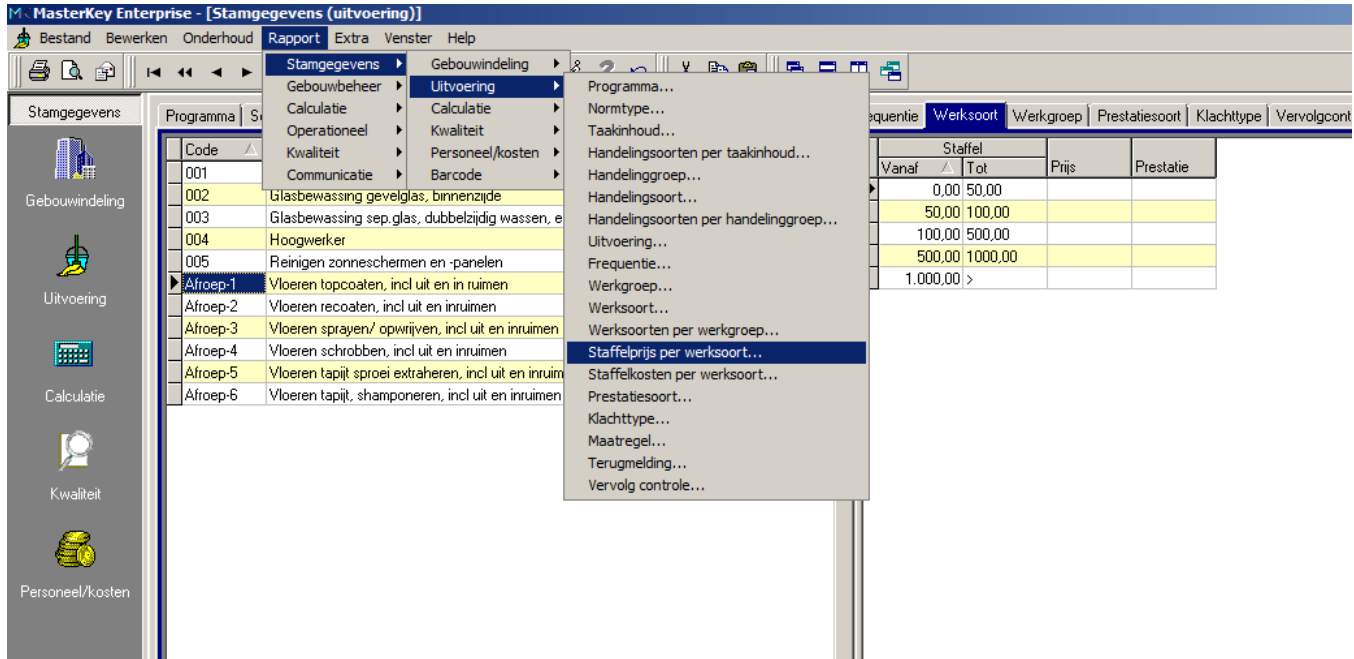 MasterKey Enterprise - [Stamgegevens (uitvoering)]
Bestand Bewerken Onderhoud Rapport Extra Venster Help
Stamgegevens
Gebouwbeheer
Calculatie
Operationeel
Kwaliteit
Communicatie
Gebouwindeling
Uitvoering
Calculatie
Kwaliteit
Personeel/kosten
Barcode
Programma...
Normtype...
Taakinhoud...
Handelingsoorten per taakinhoud...
Handelinggroep...
Handelingsoort...
Handelingsoorten per handelinggroep...
Uitvoering...
Frequentie...
Werkgroep...
Werksoort...
Werksoorten per werkgroep...
Staffelprijs per werksoort...
Staffelkosten per werksoort...
Prestatiesoort...
Klachttype...
Maatregel...
Terugmelding...
Vervolg controle...
Stamgegevens
Gebouwindeling
Uitvoering
Calculatie
Kwaliteit
Personeel/kosten
Programma
equentie Werksoort Werkgroep Prestatiesoort Klachttype Vervolgcont
Code
001
002 Glasbewassing gevelglas, binnenzijde
003 Glasbewassing sep.glas, dubbelzijdig wassen, e
004 Hoogwerker
005 Reinigen zonneschermen en -panelen
Afroep-1 Vloeren topcoaten, incl uit en in ruimen
Afroep-2 Vloeren recoaten, incl uit en inruimen
Afroep-3 Vloeren sprayen/ opwrijven, incl uit en inruimen
Afroep-4 Vloeren schrobben, incl uit en inruimen
Afroep-5 Vloeren tapijt sproei extraheren, incl uit en inruim
Afroep-6 Vloeren tapijt, shamponeren, incl uit en inruimen
Staffel
Vanaf Tot Prijs Prestatie
0,00 50,00
50,00 100,00
100,00 500,00
500,00 1000,00
1.000,00 >